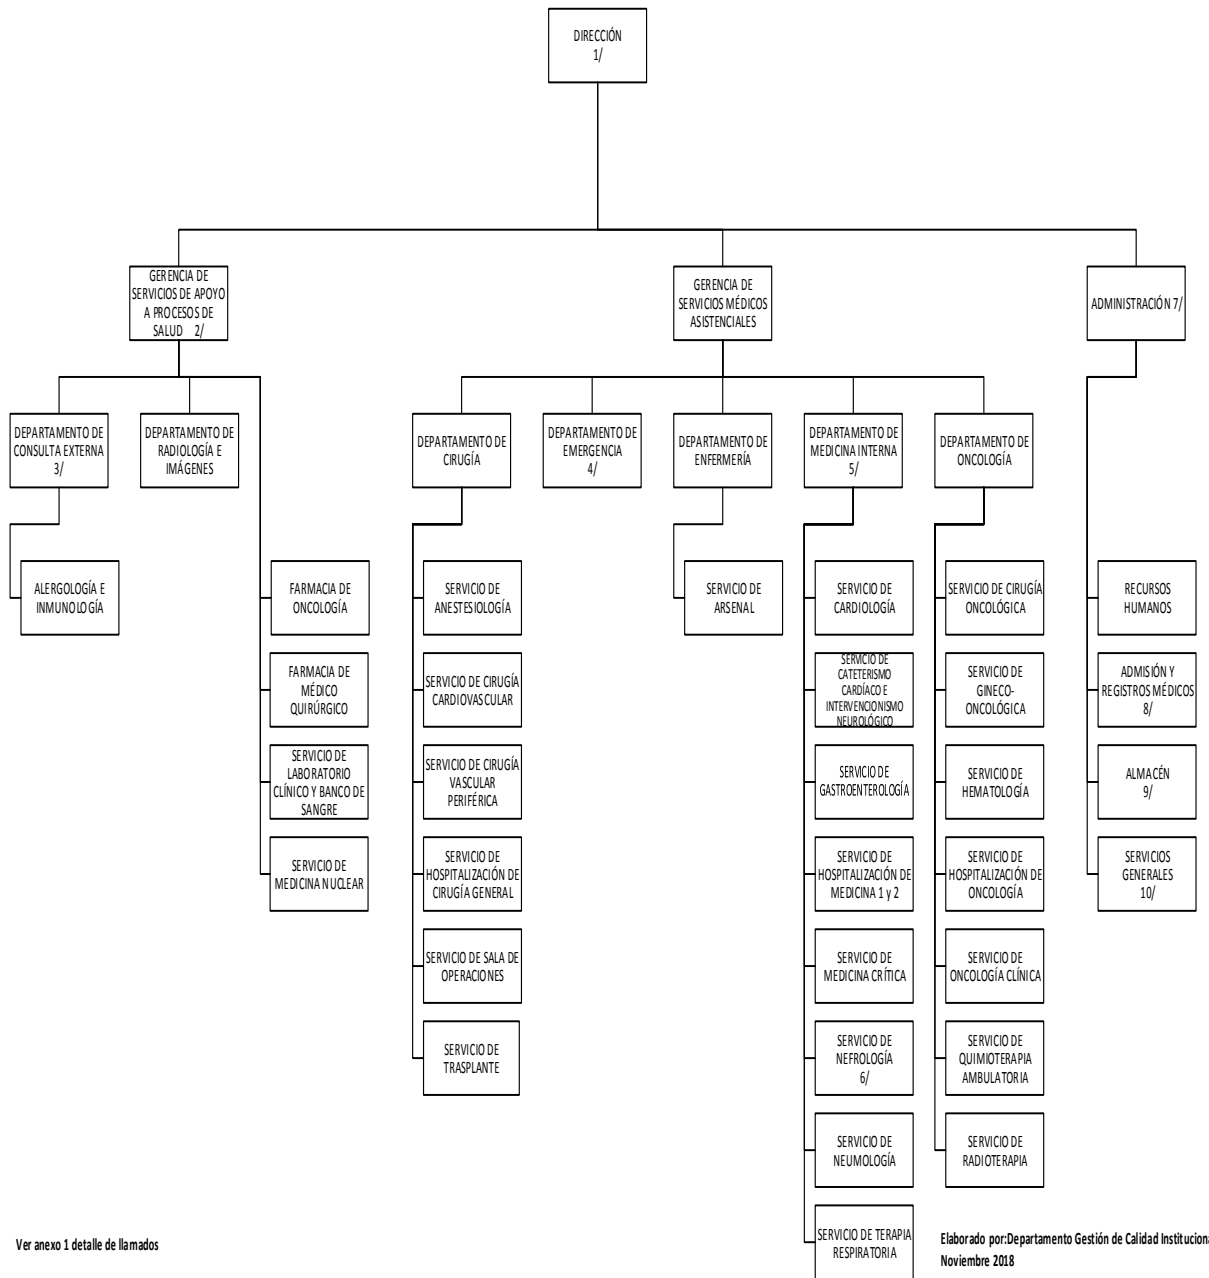 DIRECCIÓN
1/
GERENCIA DE
SERVICIOS DE APOYO
A PROCESOS DE
SALUD 2/
GERENCIA DE
SERVICIOS MÉDICOS
ASISTENCIALES
ADMINISTRACIÓN 7/
DEPARTAMENTO DE
CONSULTA EXTERNA
3/
DEPARTAMENTO DE
RADIOLOGÍA E
IMÁGENES
DEPARTAMENTO DE
CIRUGÍA
DEPARTAMENTO DE
EMERGENCIA
4/
DEPARTAMENTO DE
ENFERMERÍA
DEPARTAMENTO DE
MEDICINA INTERNA
5/
DEPARTAMENTO DE
ONCOLOGÍA
ALERGOLOGÍA E
INMUNOLOGÍA
FARMACIA DE
ONCOLOGÍA
FARMACIA DE
MÉDICO
QUIRÚRGICO
SERVICIO DE
LABORATORIO
CLÍNICO Y BANCO DE
SANGRE
SERVICIO DE
MEDICINA NUCLEAR
SERVICIO DE
ANESTESIOLOGÍA
SERVICIO DE CIRUGÍA
CARDIOVASCULAR
SERVICIO DE CIRUGÍA
VASCULAR
PERIFÉRICA
SERVICIO DE
HOSPITALIZACIÓN DE
CIRUGÍA GENERAL
SERVICIO DE SALA DE
OPERACIONES
SERVICIO DE
TRASPLANTE
SERVICIO DE
ARSENAL
SERVICIO DE
CARDIOLOGÍA
SERVICIO DE
CATETERISMO
CARDÍACO E
INTERVENCIONISMO
NEUROLÓGICO
SERVICIO DE
GASTROENTEROLOGÍA
SERVICIO DE
HOSPITALIZACIÓN DE
MEDICINA 1 y 2
SERVICIO DE
MEDICINA CRÍTICA
SERVICIO DE
NEFROLOGÍA
6/
SERVICIO DE
NEUMOLOGÍA
SERVICIO DE TERAPIA
RESPIRATORIA
SERVICIO DE CIRUGÍA
ONCOLÓGICA
SERVICIO DE
GINECO-
ONCOLÓGICA
SERVICIO DE
HEMATOLOGÍA
SERVICIO DE
HOSPITALIZACIÓN DE
ONCOLOGÍA
SERVICIO DE
ONCOLOGÍA CLÍNICA
SERVICIO DE
QUIMIOTERAPIA
AMBULATORIA
SERVICIO DE
RADIOTERAPIA
RECURSOS
HUMANOS
ADMISIÓN Y
REGISTROS MÉDICOS
8/
ALMACÉN
9/
SERVICIOS
GENERALES
10/
Ver anexo 1 detalle de llamados
Elaborado por:Departamento Gestión de Calidad Instituciona
Noviembre 2018